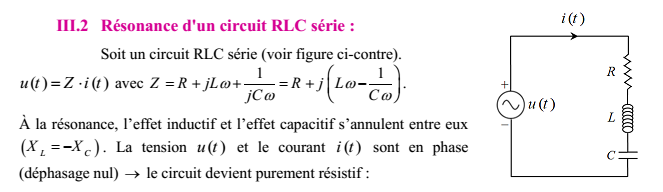 III.2 Résonance d'un circuit RLC série :
Soit un circuit RLC série (voir figure ci-contre).
u(t)=Z·i(t) avec Z=R+jLω+1/(jCω)=R+j(Lω−1/(Cω)).
À la résonance, l'effet inductif et l'effet capacitif s'annulent entre eux
(X_L=−X_C). La tension u(t) et le courant i(t) sont en phase
(déphasage nul) → le circuit devient purement résistif :
i(t)
R
+
u(t)
L
−
C